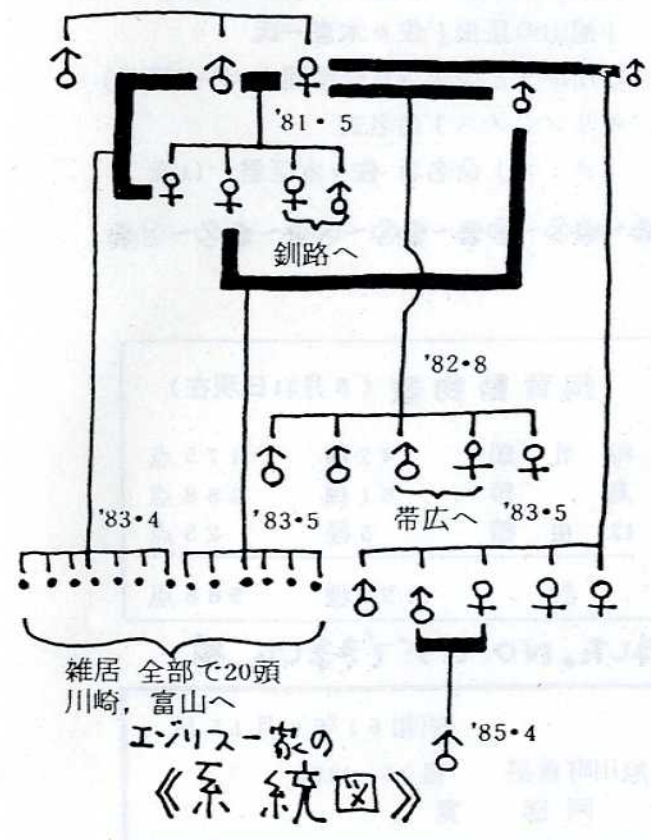 ♂ ♂ ♀ ♂
♂
'81・5
♀ ♀ ♀ ♂
釧路へ
'82・8
♂ ♂ ♂ ♀ ♀
帯広へ
'83・4
'83・5
'83・5
♂ ♂ ♀ ♀ ♀
雑居 全部で20頭
川崎，富山へ
'85・4
♂
エゾリス一家の
《系統図》